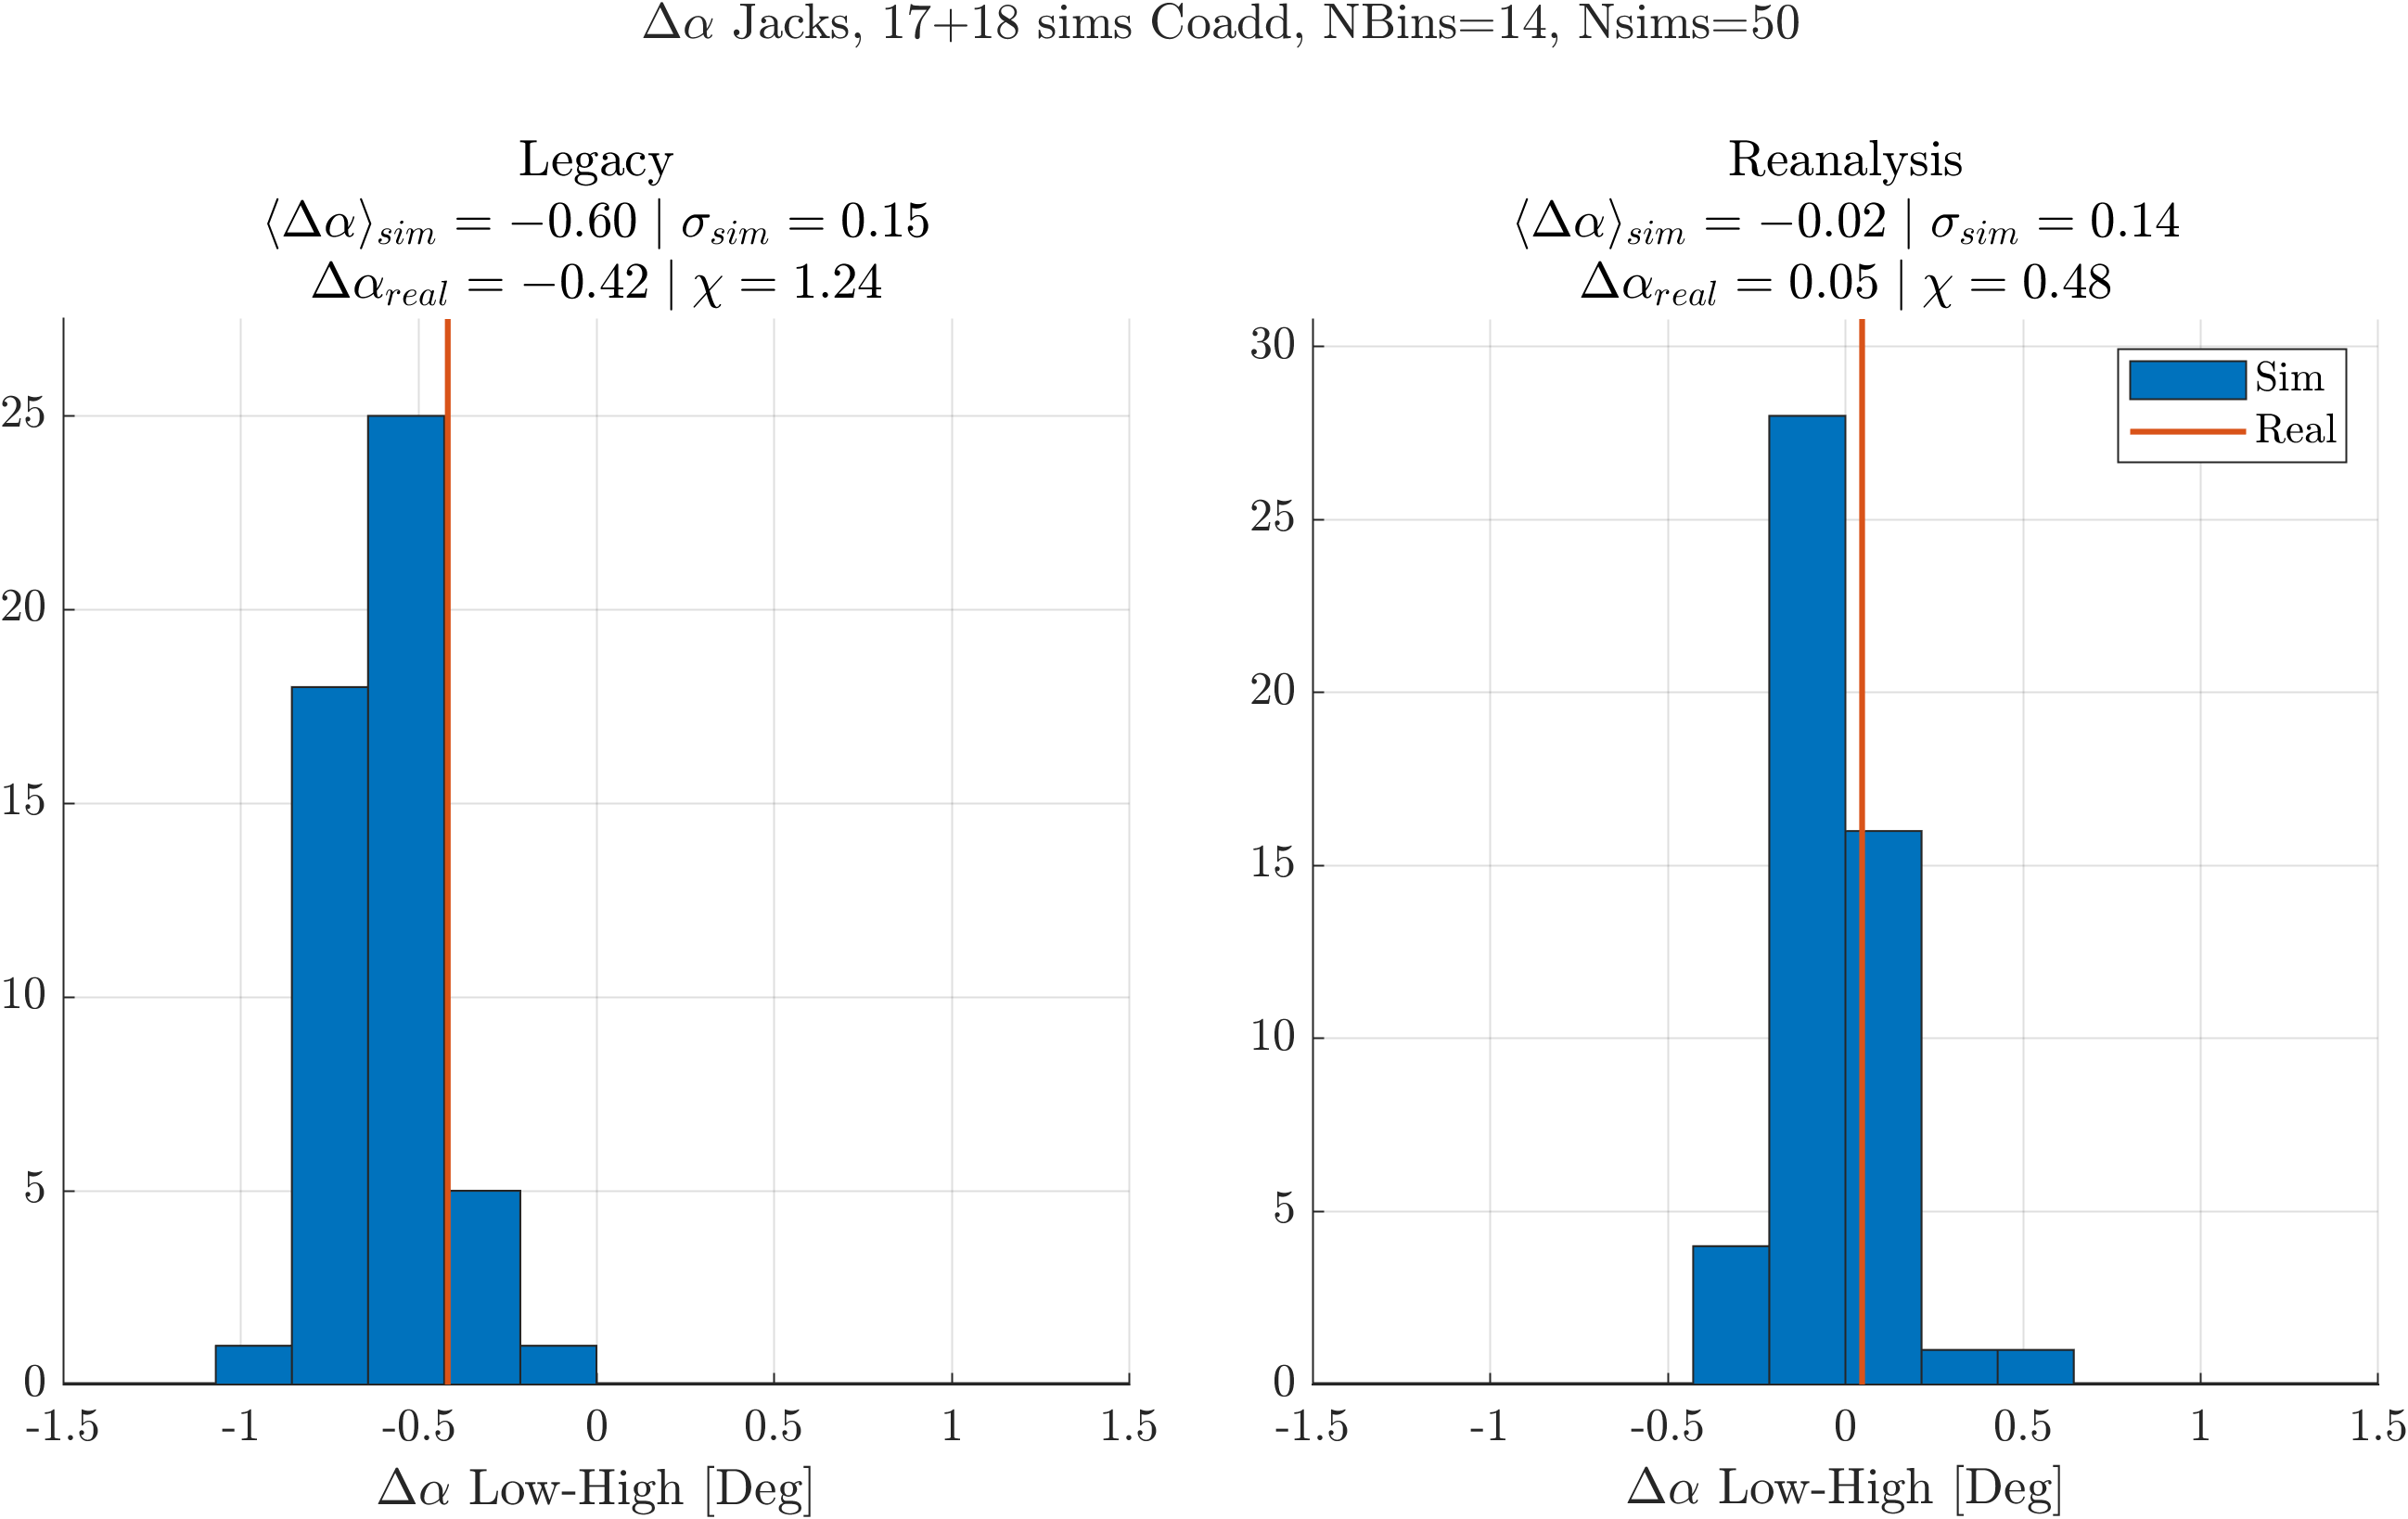 Δα Jacks, 17+18 sims Coadd, NBins=14, Nsims=50
Legacy
⟨Δα⟩sim = −0.60 | σsim = 0.15
Δαreal = −0.42 | χ = 1.24
25
20
15
10
5
0
-1.5 -1 -0.5 0 0.5 1 1.5
Δα Low-High [Deg]
Reanalysis
⟨Δα⟩sim = −0.02 | σsim = 0.14
Δαreal = 0.05 | χ = 0.48
Sim
Real
30
25
20
15
10
5
0
-1.5 -1 -0.5 0 0.5 1 1.5
Δα Low-High [Deg]